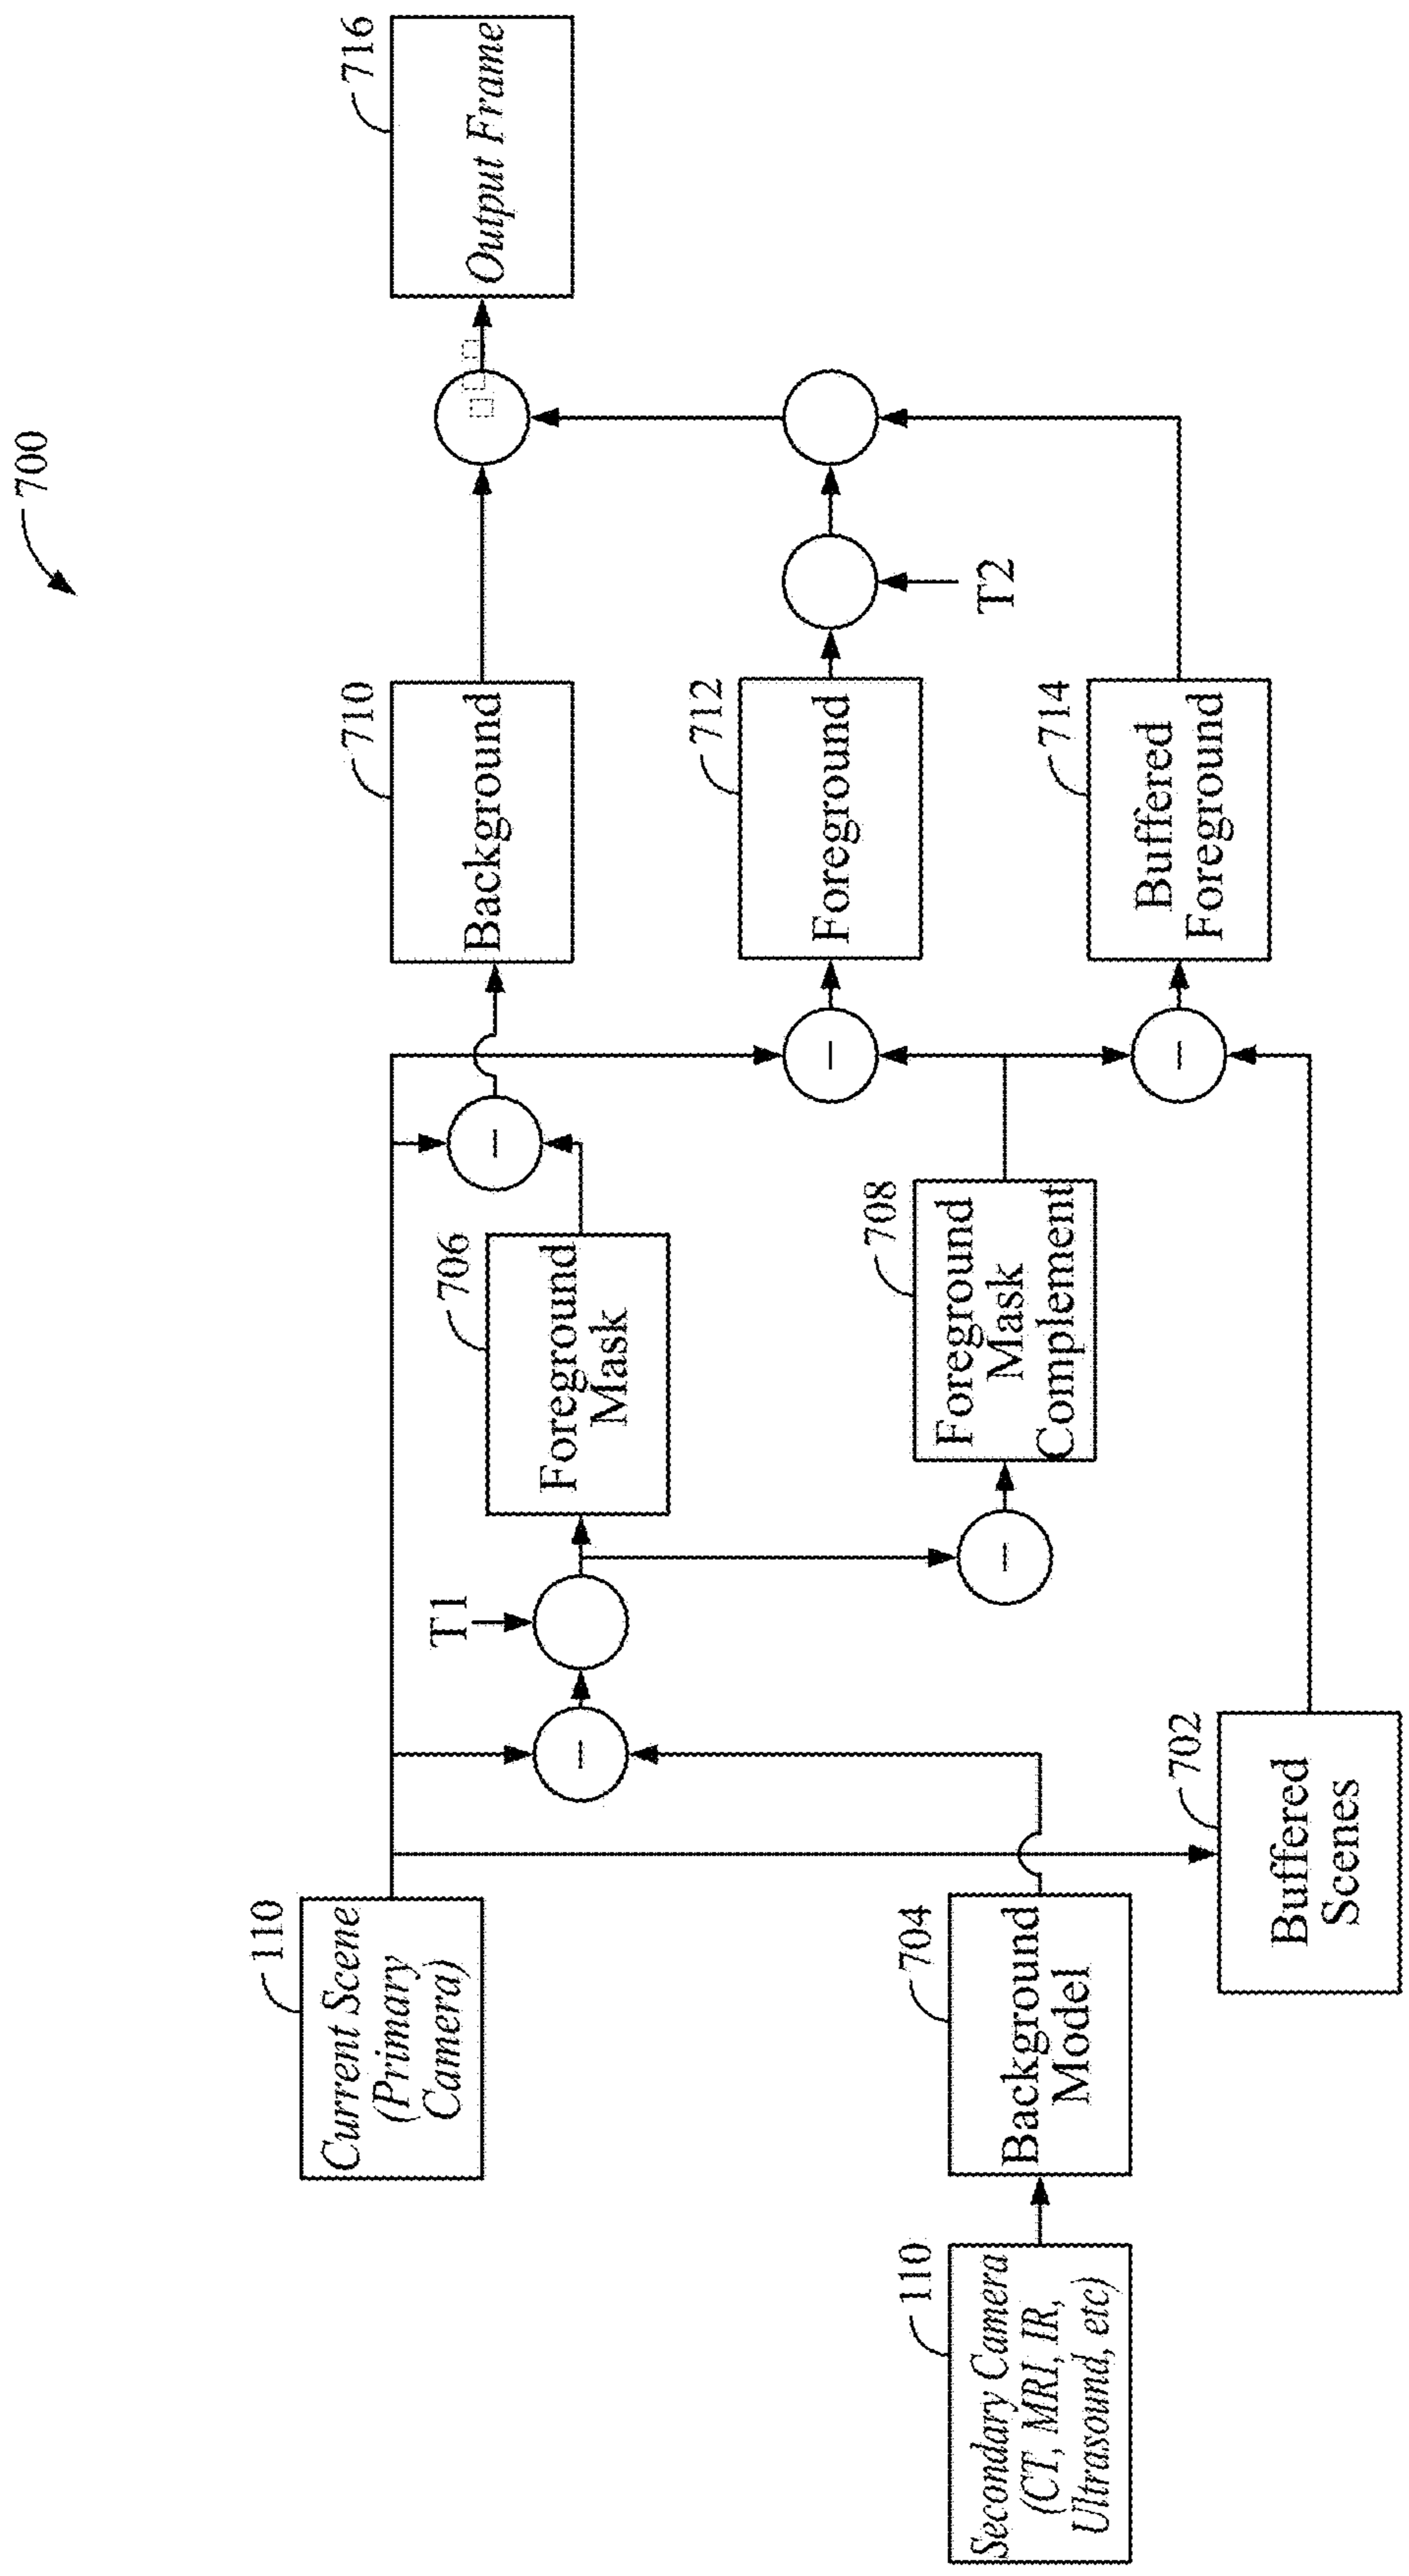 700
110
Current Scene
(Primary
Camera)
110
Secondary Camera
(CT, MRI, IR,
Ultrasound, etc)
704
Background
Model
702
Buffered
Scenes
T1
706
Foreground
Mask
708
Foreground
Mask
Complement
710
Background
712
Foreground
714
Buffered
Foreground
T2
716
Output Frame